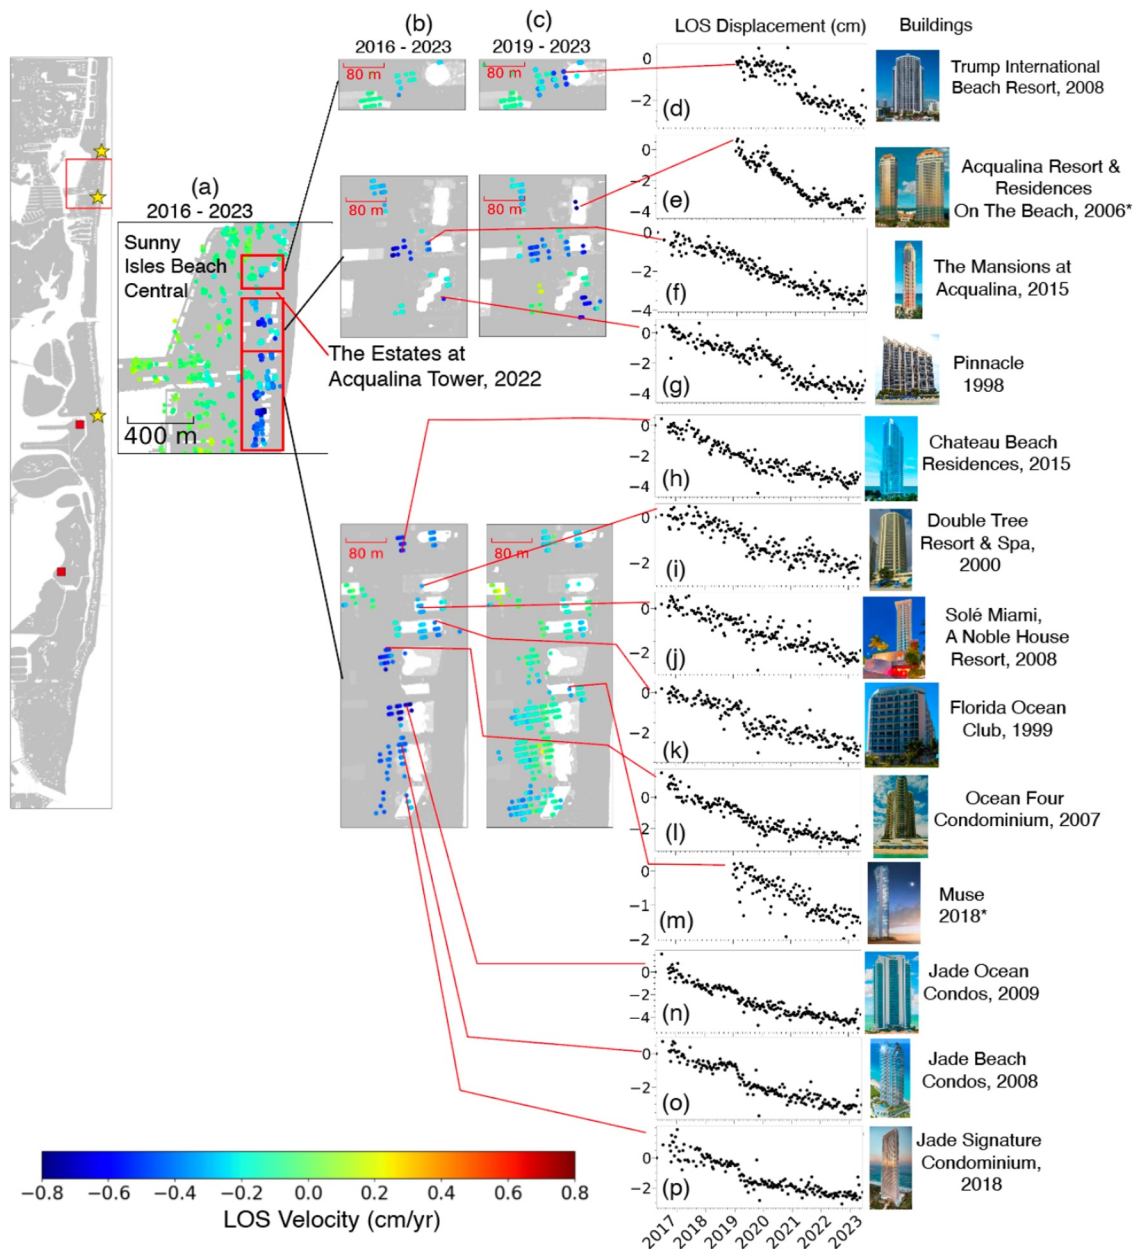 (b)
(c)
LOS Displacement (cm)
Buildings
2016 - 2023
2019 - 2023
80 m
80 m
0
−2
(d)
Trump International
Beach Resort, 2008
(a)
2016 - 2023
Sunny
Isles Beach
Central
400 m
80 m
80 m
0
−2
−4
(e)
Acqualina Resort &
Residences
On The Beach, 2006*
0
−2
−4
(f)
The Mansions at
Acqualina, 2015
The Estates at
Acqualina Tower, 2022
0
−2
−4
(g)
Pinnacle
1998
0
−2
−4
(h)
Chateau Beach
Residences, 2015
80 m
80 m
0
−2
(i)
Double Tree
Resort & Spa,
2000
0
−2
(j)
Solé Miami,
A Noble House
Resort, 2008
0
−2
(k)
Florida Ocean
Club, 1999
0
−2
(l)
Ocean Four
Condominium, 2007
0
−1
−2
(m)
Muse
2018*
0
−2
−4
(n)
Jade Ocean
Condos, 2009
0
−2
(o)
Jade Beach
Condos, 2008
0
−2
(p)
Jade Signature
Condominium,
2018
2017 2018 2019 2020 2021 2022 2023
−0.8 −0.6 −0.4 −0.2 0.0 0.2 0.4 0.6 0.8
LOS Velocity (cm/yr)